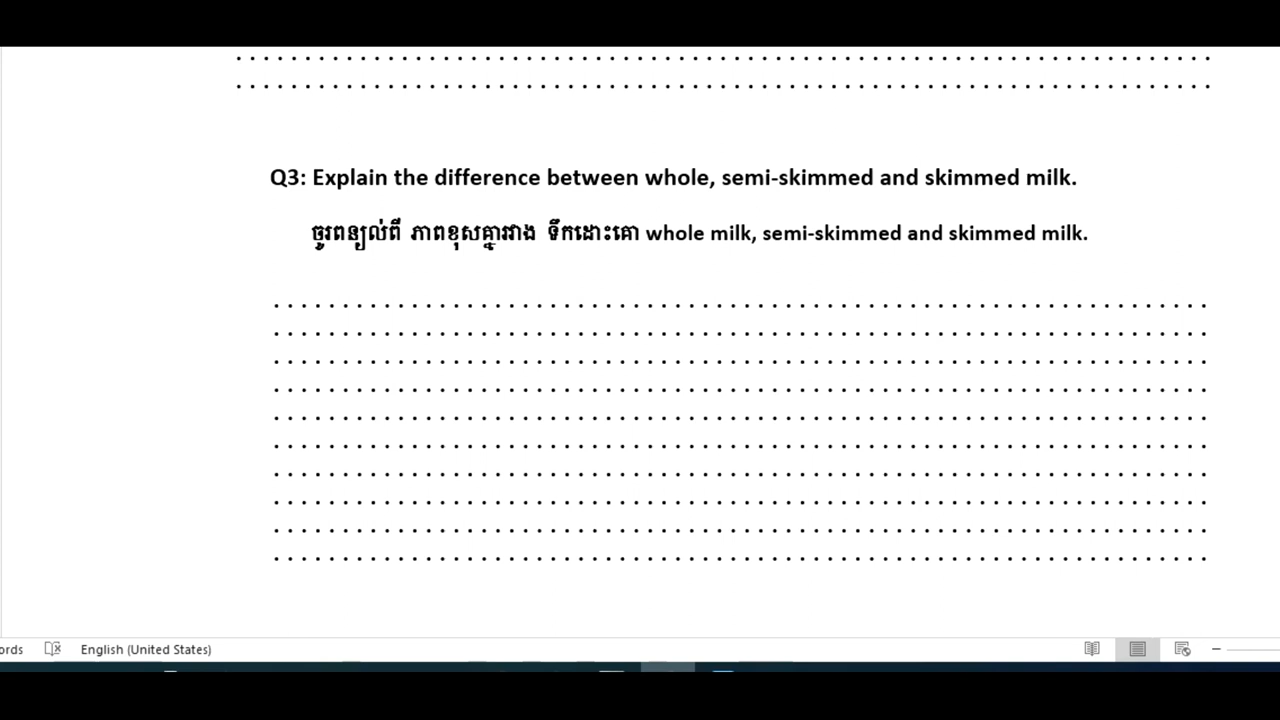 Q3: Explain the difference between whole, semi-skimmed and skimmed milk.
ចូរពន្យល់ពី ភាពខុសគ្នារវាង ទឹកដោះគោ whole milk, semi-skimmed and skimmed milk.
ords English (United States)